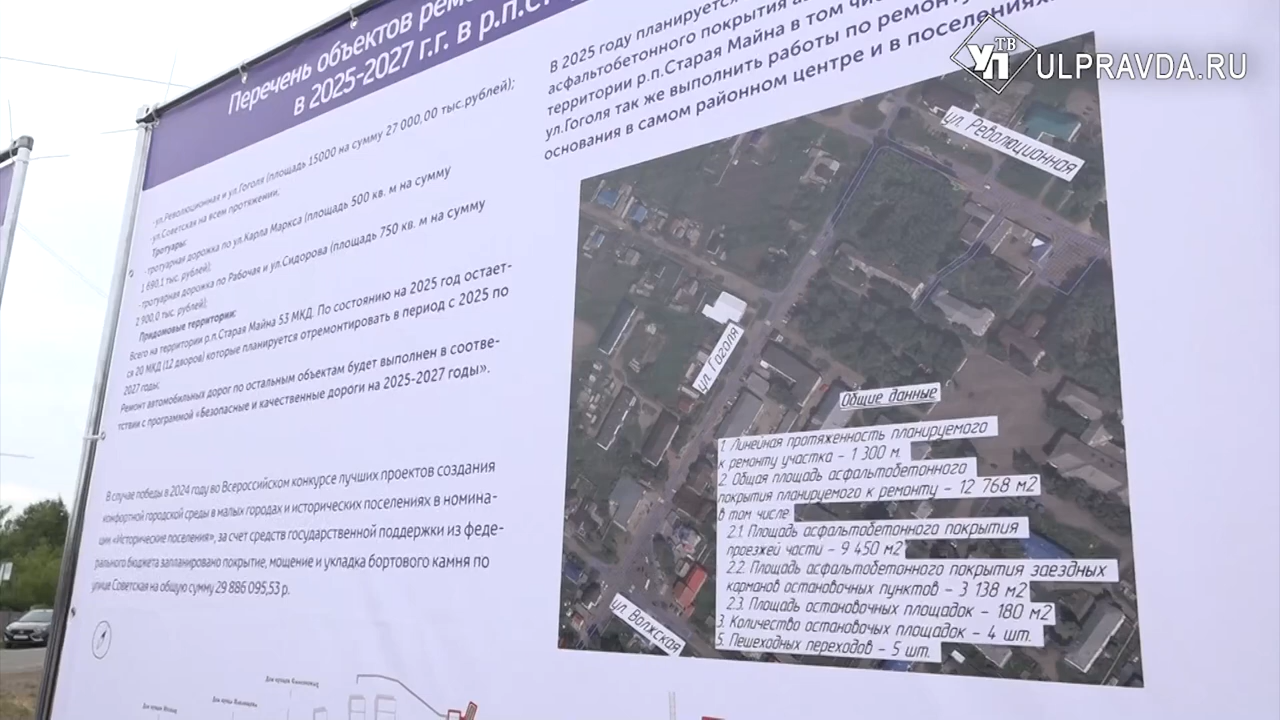 Перечень объектов
в 2025-2027 г.г. в р.п.
- ул.Революционная и ул.Гоголя (площадь 15000 на сумму 27 000,00 тыс.рублей);
- ул.Советская на всем протяжении.
Тротуары:
-тротуарная дорожка по ул.Карла Маркса (площадь 500 кв. м на сумму
1 690,1 тыс. рублей);
-тротуарная дорожка по Рабочая и ул.Сидорова (площадь 750 кв. м на сумму
2 900,0 тыс. рублей);
Придомовые территории:
Всего на территории р.п.Старая Майна 53 МКД. По состоянию на 2025 год остает-
ся 20 МКД (12 дворов) которые планируется отремонтировать в период с 2025 по
2027 годы.
Ремонт автомобильных дорог по остальным объектам будет выполнен в соотве-
тствии с программой «Безопасные и качественные дороги на 2025-2027 годы».
В случае победы в 2024 году во Всероссийском конкурсе лучших проектов создания
комфортной городской среды в малых городах и исторических поселениях в номина-
ции «Исторические поселения», за счет средств государственной поддержки из феде-
рального бюджета запланировано покрытие, мощение и укладка бортового камня по
улице Советская на общую сумму 29 886 095,53 р.
В 2025 году планируется
асфальтобетонного покрытия
территории р.п.Старая Майна в том
ул.Гоголя так же выполнить работы по ремонту
основания в самом районном центре и в поселениях.
УП ТВ
ULPRAVDA.RU
ул. Революционная
ул. Гоголя
ул. Волжская
Общие данные
1. Линейная протяженность планируемого
к ремонту участка – 1 300 м.
2. Общая площадь асфальтобетонного
покрытия планируемого к ремонту – 12 768 м2
в том числе
2.1. Площадь асфальтобетонного покрытия
проезжей части – 9 450 м2
2.2. Площадь асфальтобетонного покрытия заездных
карманов остановочных пунктов – 3 138 м2
2.3. Площадь остановочных площадок – 180 м2
3. Количество остановочых площадок – 4 шт.
5. Пешеходных переходов – 5 шт.